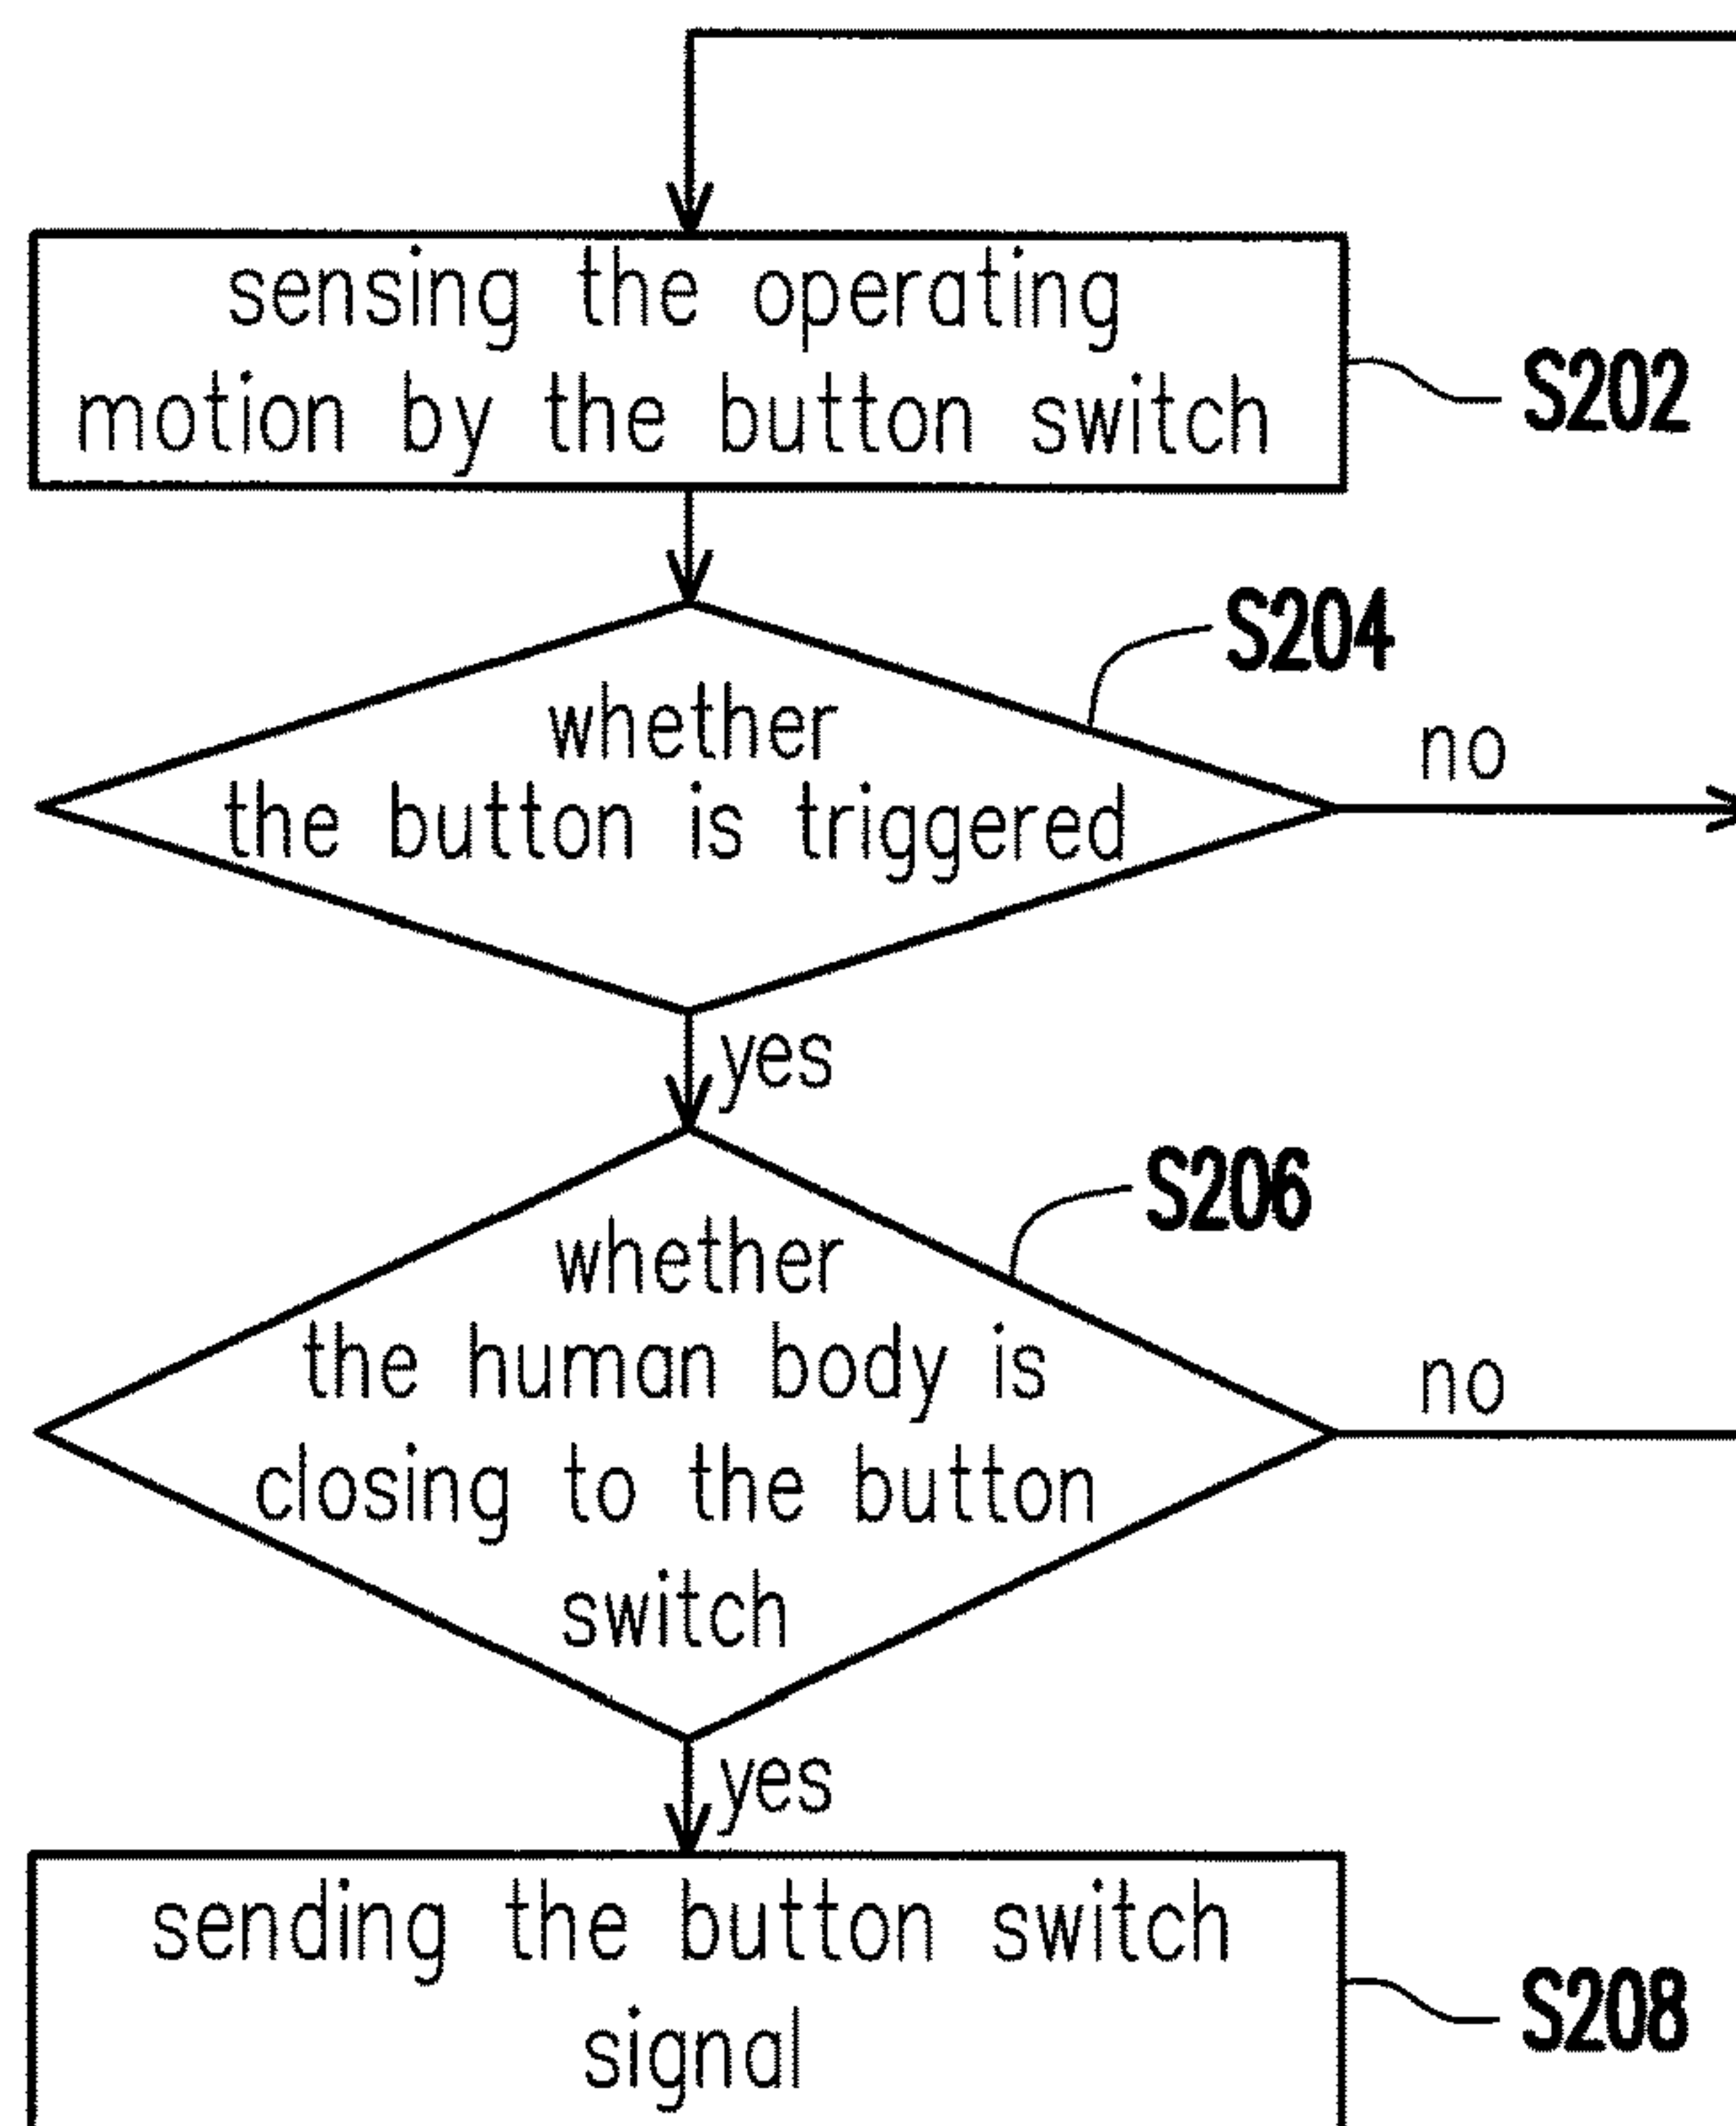 sensing the operating
motion by the button switch
S202
S204
whether
the button is triggered
no
yes
S206
whether
the human body is
closing to the button
switch
no
yes
sending the button switch
signal
S208